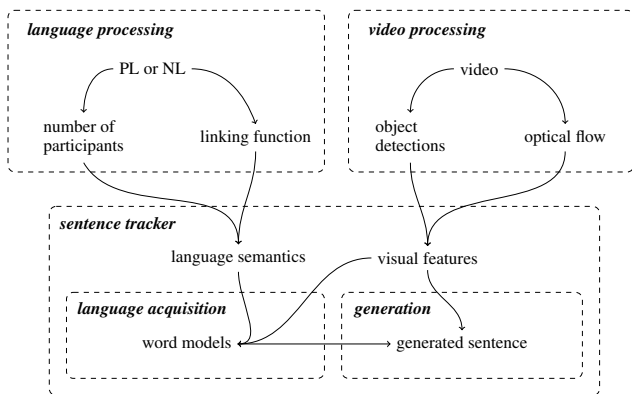 language processing
video processing
PL or NL
video
number of
participants
linking function
object
detections
optical flow
sentence tracker
language semantics
visual features
language acquisition
generation
word models
generated sentence